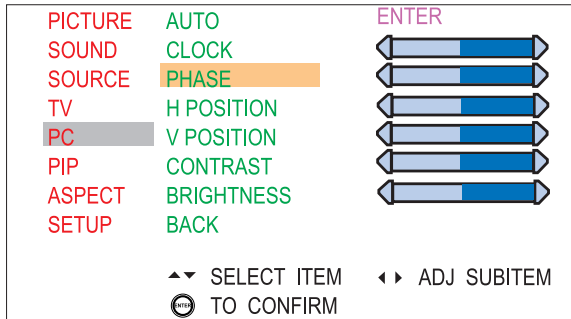 PICTURE AUTO ENTER
SOUND CLOCK
SOURCE PHASE
TV H POSITION
PC V POSITION
PIP CONTRAST
ASPECT BRIGHTNESS
SETUP BACK
SELECT ITEM ADJ SUBITEM
ENTER TO CONFIRM